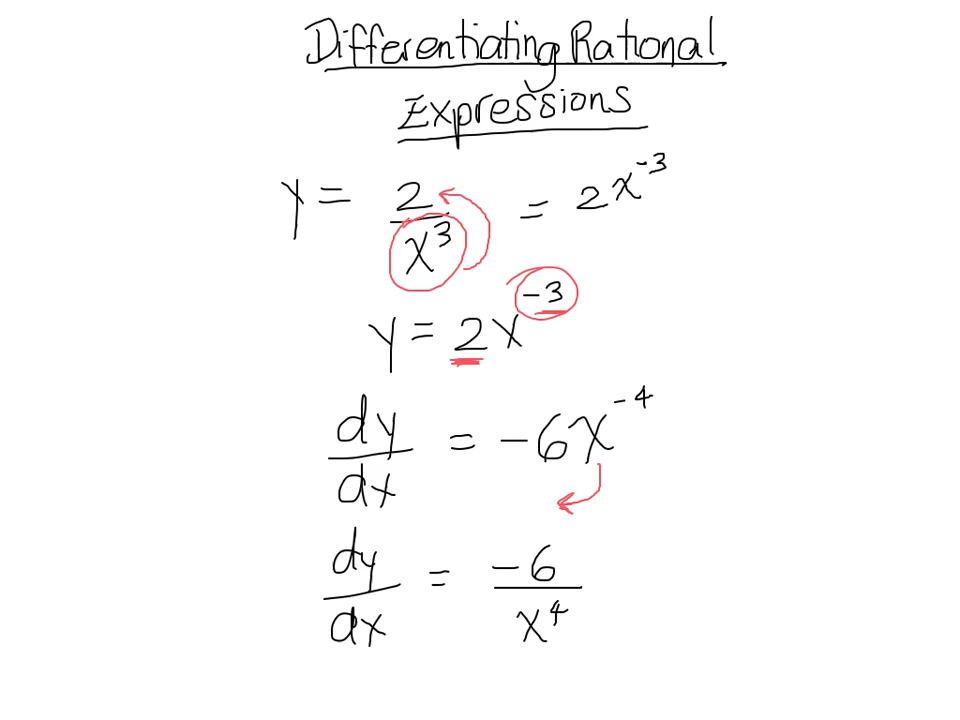 Differentiating Rational
Expressions
y = 2/x³ = 2x⁻³
y = 2x⁻³
dy/dx = -6x⁻⁴
dy/dx = -6/x⁴